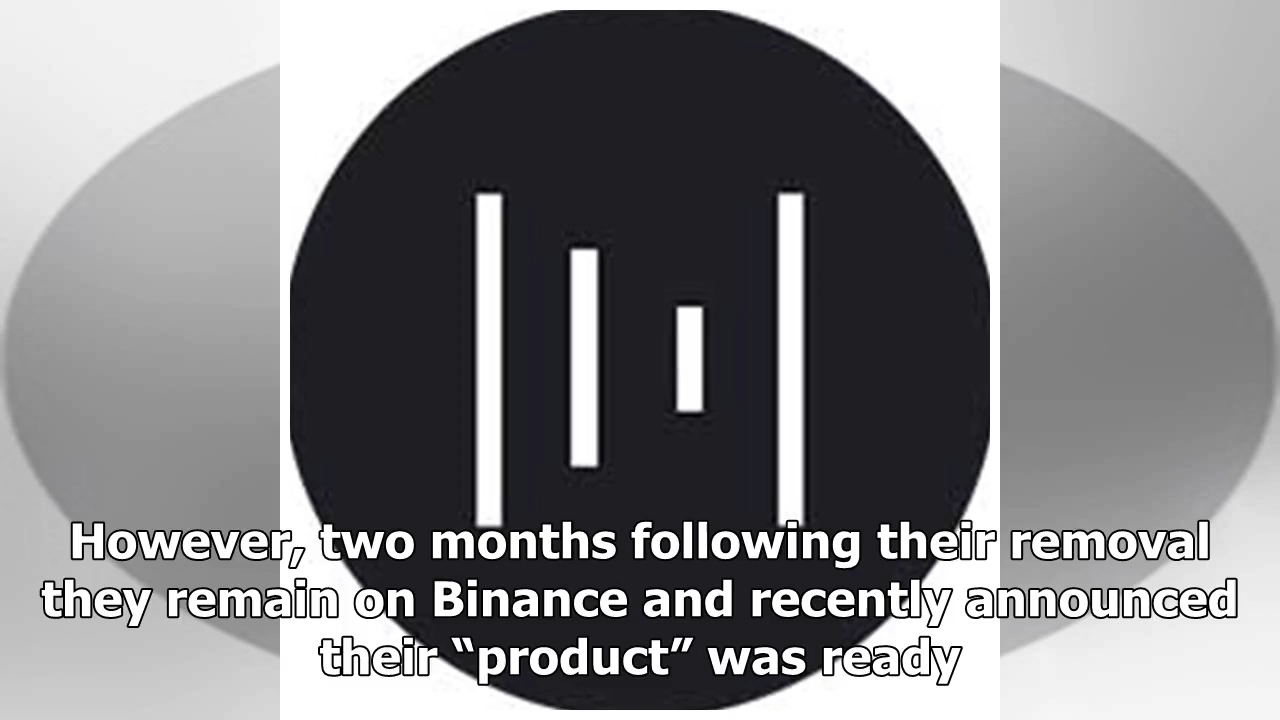 However, two months following their removal
they remain on Binance and recently announced
their “product” was ready